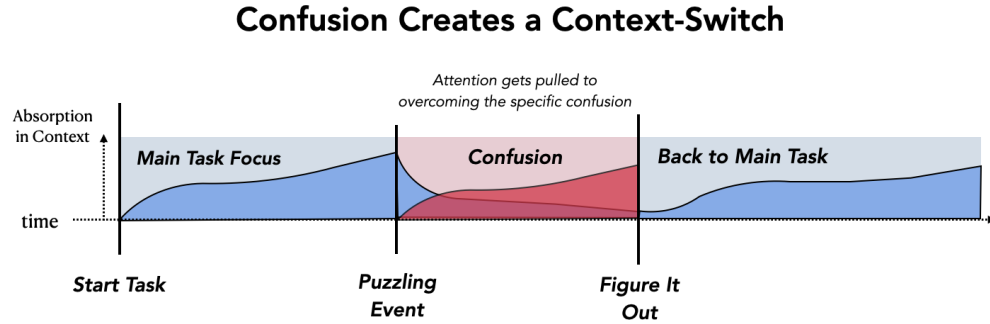 Confusion Creates a Context-Switch
Attention gets pulled to
overcoming the specific confusion
Absorption
in Context
Main Task Focus
Confusion
Back to Main Task
time
Start Task
Puzzling
Event
Figure It
Out